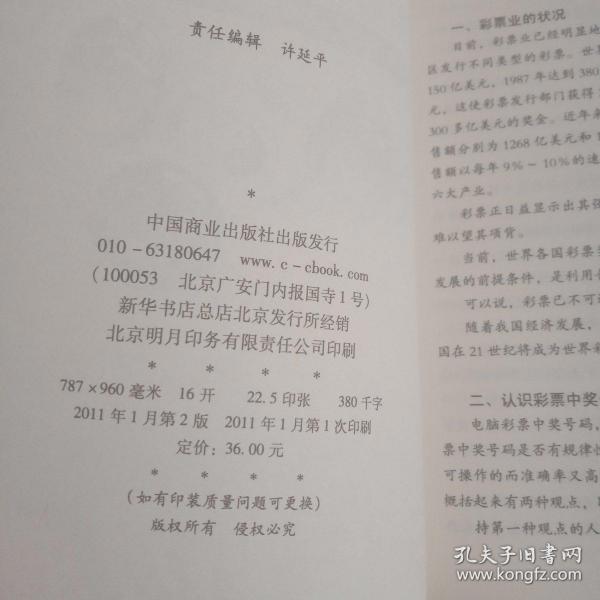 责任编辑 许延平
*
中国商业出版社出版发行
010-63180647 www.c-cbook.com
(100053 北京广安门内报国寺1号)
新华书店总店北京发行所经销
北京明月印务有限责任公司印刷
* * * *
787×960毫米 16开 22.5印张 380千字
2011年1月第2版 2011年1月第1次印刷
定价:36.00元
* * * *
(如有印装质量问题可更换)
版权所有 侵权必究
一、彩票业的状况
目前,彩票业已经明显地
区发行不同类型的彩票。世
150亿美元,1987年达到380
元,这使彩票发行部门获得
300多亿美元的奖金。近年来
售额分别为1268亿美元和1
售额以每年9%~10%的速
六大产业。
彩票正日益显示出其强
难以望其项背。
当前,世界各国彩票
发展的前提条件,是利用
可以说,彩票已不可
随着我国经济发展,
国在21世纪将成为世界彩
二、认识彩票中奖
电脑彩票中奖号码,
票中奖号码是否有规律
可操作的而准确率又高
概括起来有两种观点,
持第一种观点的人
孔夫子旧书网
www.kongfz.com